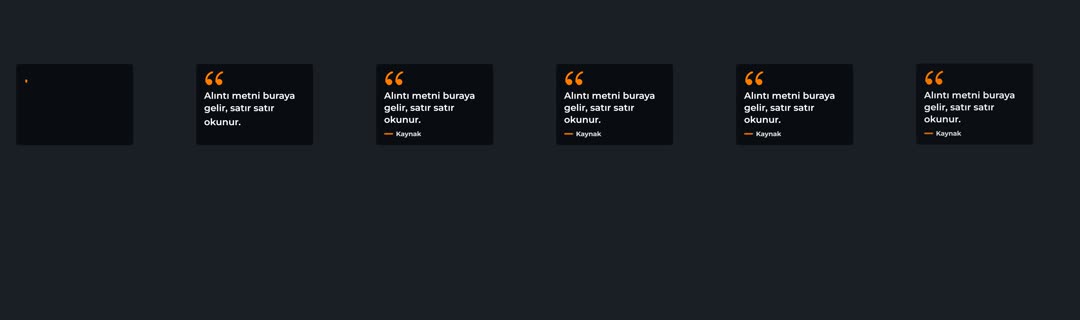 “
Alıntı metni buraya
gelir, satır satır
okunur.
“
Alıntı metni buraya
gelir, satır satır
okunur.
— Kaynak
“
Alıntı metni buraya
gelir, satır satır
okunur.
— Kaynak
“
Alıntı metni buraya
gelir, satır satır
okunur.
— Kaynak
“
Alıntı metni buraya
gelir, satır satır
okunur.
— Kaynak